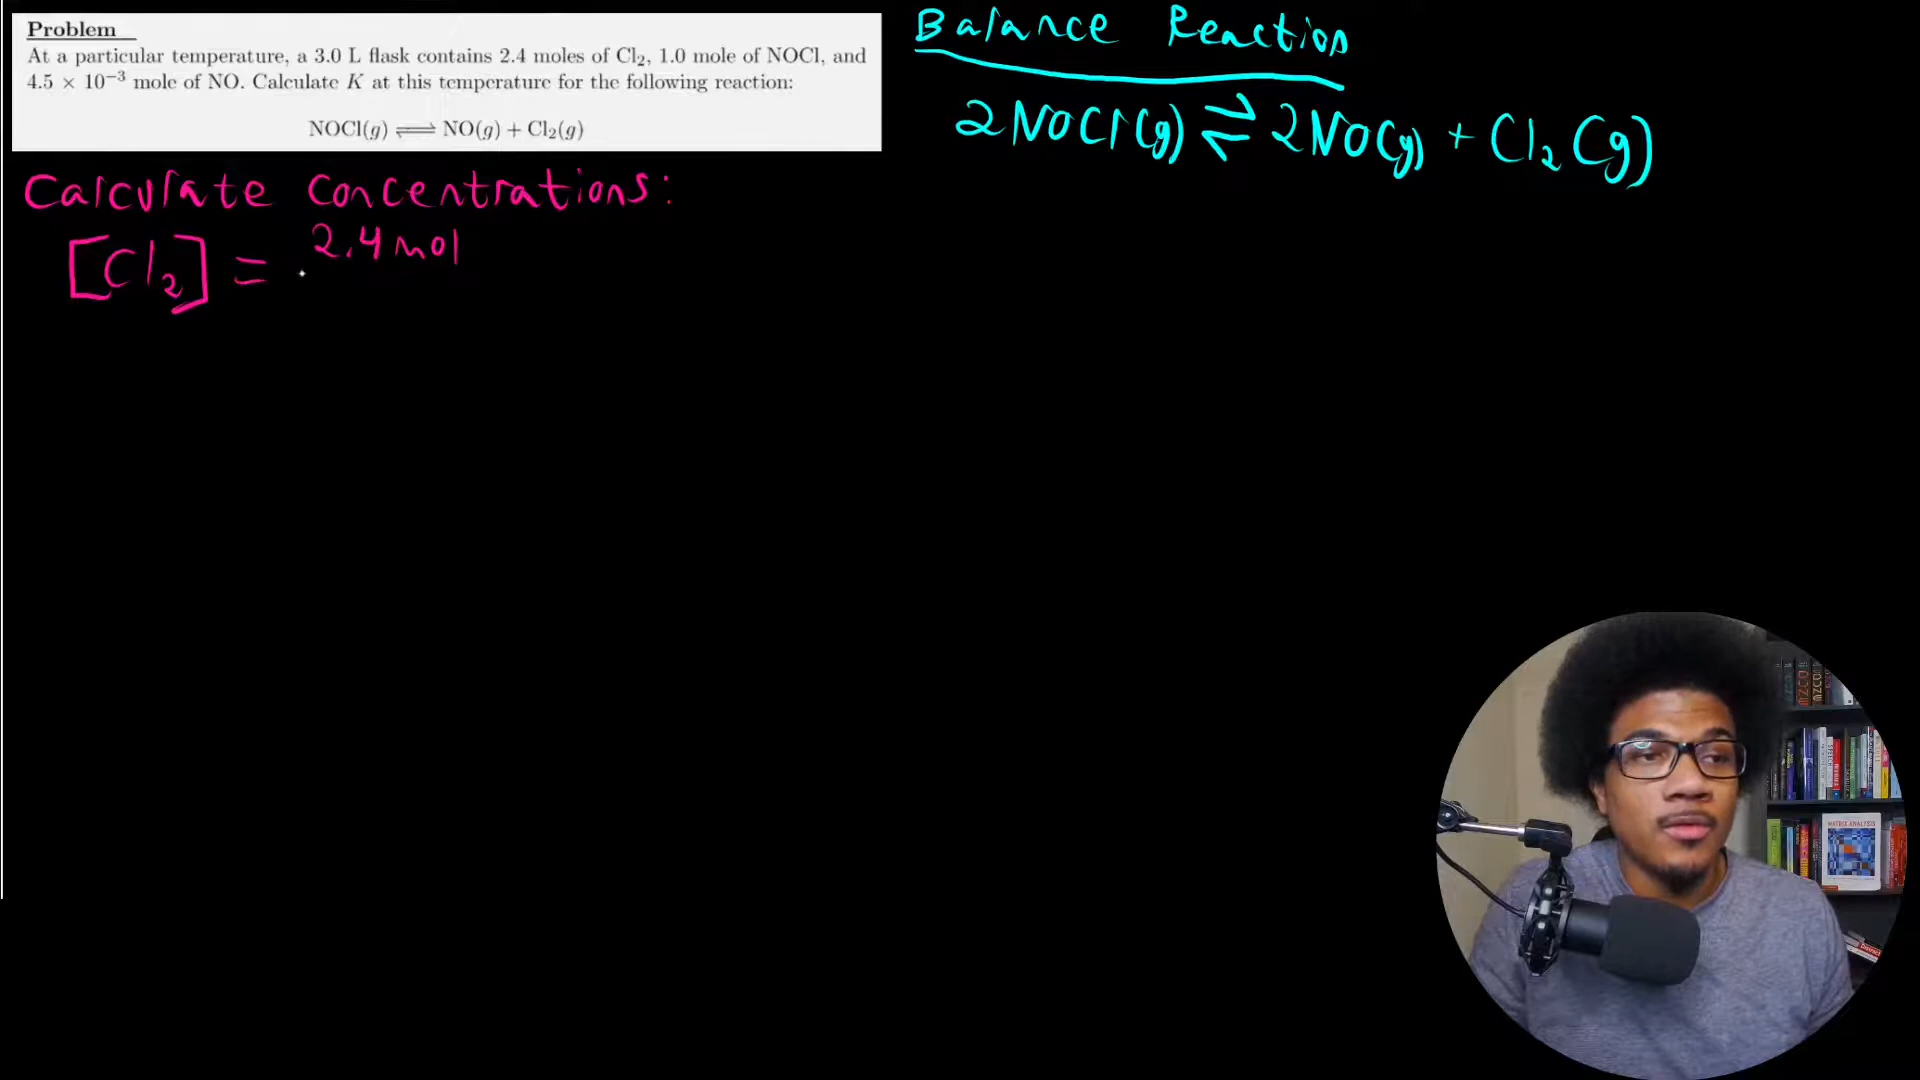 Problem
At a particular temperature, a 3.0 L flask contains 2.4 moles of Cl₂, 1.0 mole of NOCl, and
4.5 × 10⁻³ mole of NO. Calculate K at this temperature for the following reaction:
NOCl(g) ⇌ NO(g) + Cl₂(g)
Balance Reaction
2NOCl(g) ⇌ 2NO(g) + Cl₂(g)
Calculate Concentrations:
[Cl₂] = 2.4 mol
MATRIX ANALYSIS